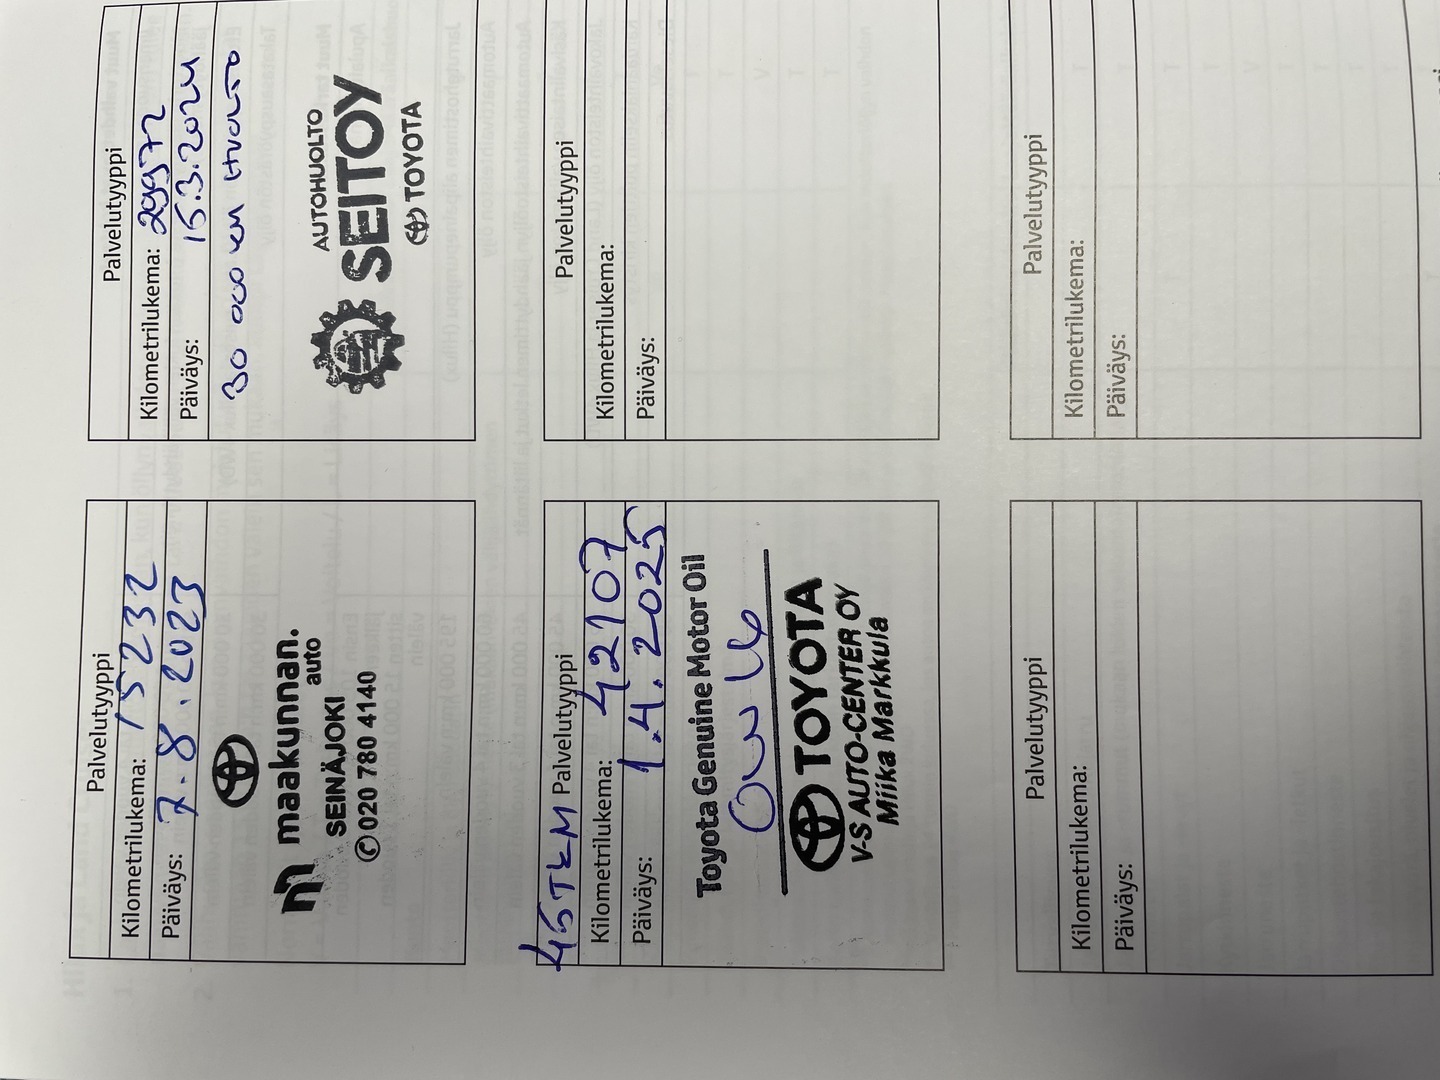 Palvelutyyppi
Kilometrilukema: 15232
Päiväys: 7.8.2023
maakunnan.
auto
SEINÄJOKI
✆020 780 4140
Palvelutyyppi
Kilometrilukema: 29972
Päiväys: 15.3.2024
30 000 KM HUOLTO
AUTOHUOLTO
SEITOY
TOYOTA
45TKM Palvelutyyppi
Kilometrilukema: 42107
Päiväys: 1.4.2025
Toyota Genuine Motor Oil
TOYOTA
V-S AUTO-CENTER OY
Miika Markkula
Palvelutyyppi
Kilometrilukema:
Päiväys:
Palvelutyyppi
Kilometrilukema:
Päiväys:
Palvelutyyppi
Kilometrilukema:
Päiväys: